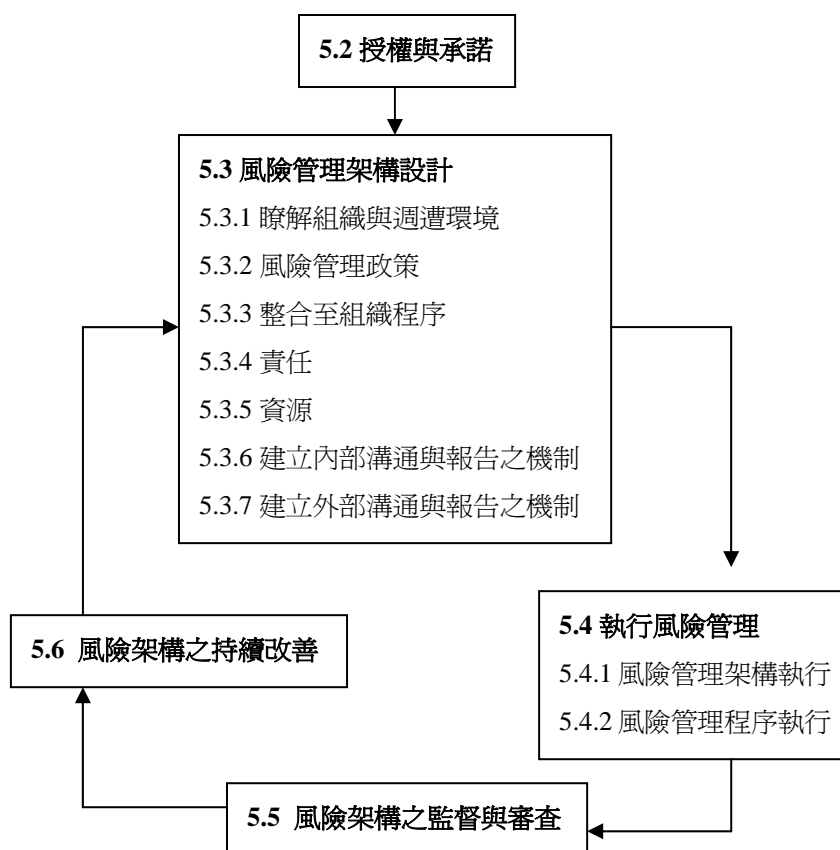 5.2 授權與承諾
5.3 風險管理架構設計
5.3.1 瞭解組織與週遭環境
5.3.2 風險管理政策
5.3.3 整合至組織程序
5.3.4 責任
5.3.5 資源
5.3.6 建立內部溝通與報告之機制
5.3.7 建立外部溝通與報告之機制
5.4 執行風險管理
5.4.1 風險管理架構執行
5.4.2 風險管理程序執行
5.5 風險架構之監督與審查
5.6 風險架構之持續改善